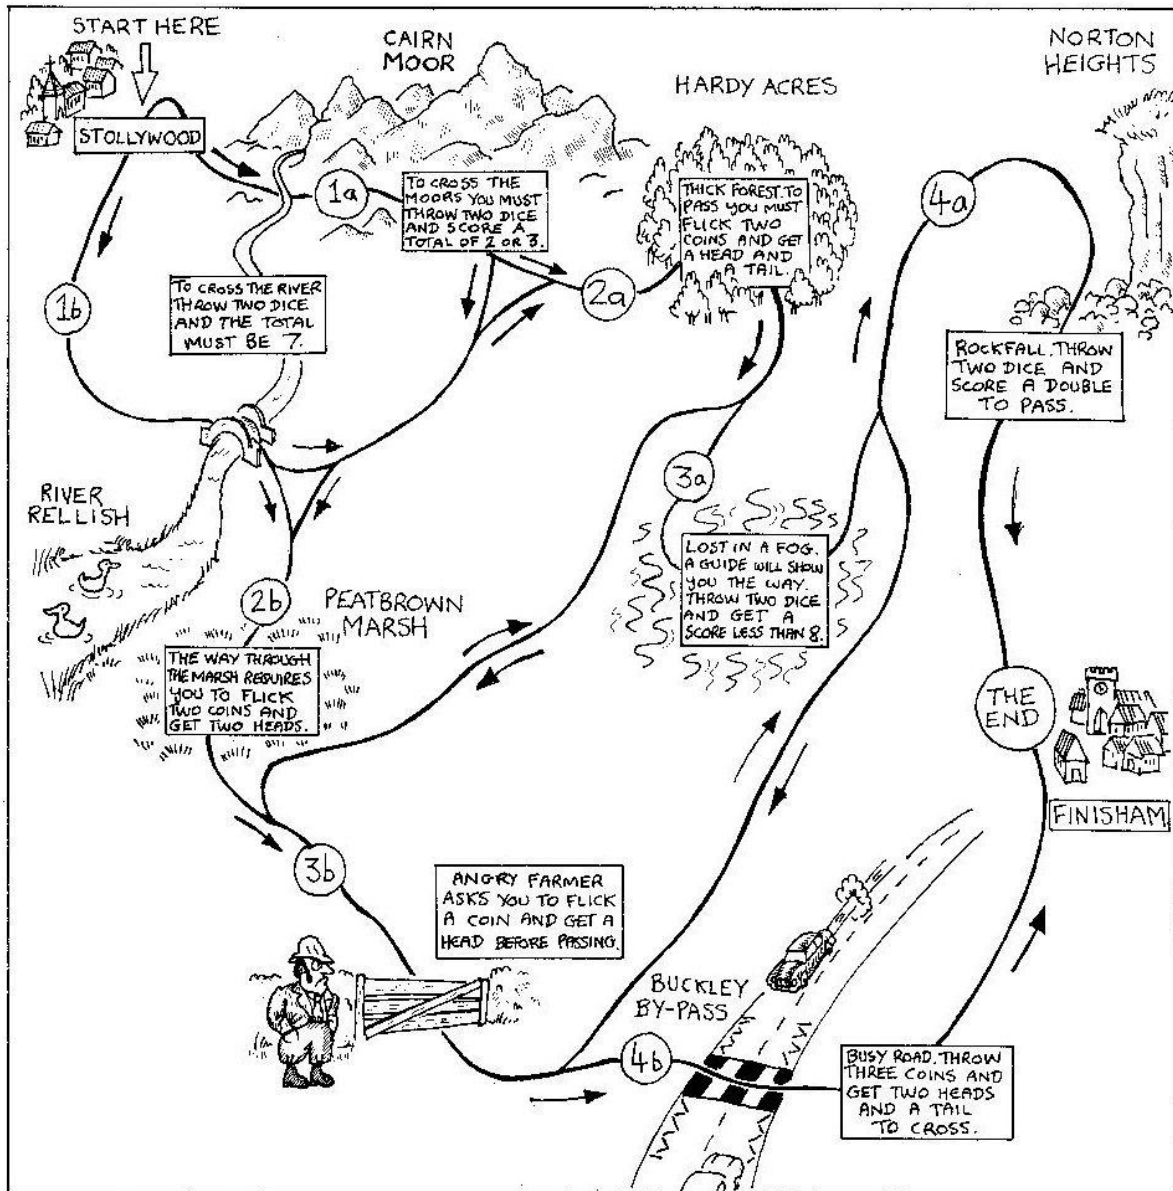 START HERE
STOLLYWOOD
CAIRN
MOOR
HARDY ACRES
NORTON
HEIGHTS
1a
TO CROSS THE
MOORS YOU MUST
THROW TWO DICE
AND SCORE A
TOTAL OF 2 OR 3.
THICK FOREST. TO
PASS YOU MUST
FLICK TWO
COINS AND GET
A HEAD AND
A TAIL.
4a
1b
TO CROSS THE RIVER
THROW TWO DICE
AND THE TOTAL
MUST BE 7.
2a
ROCKFALL. THROW
TWO DICE AND
SCORE A DOUBLE
TO PASS.
RIVER
RELLISH
3a
LOST IN A FOG.
A GUIDE WILL SHOW
YOU THE WAY.
THROW TWO DICE
AND GET A
SCORE LESS THAN 8.
2b
PEATBROWN
MARSH
THE WAY THROUGH
THE MARSH REQUIRES
YOU TO FLICK
TWO COINS AND
GET TWO HEADS.
THE
END
FINISHAM
3b
ANGRY FARMER
ASKS YOU TO FLICK
A COIN AND GET A
HEAD BEFORE PASSING.
BUCKLEY
BY-PASS
4b
BUSY ROAD. THROW
THREE COINS AND
GET TWO HEADS
AND A TAIL
TO CROSS.